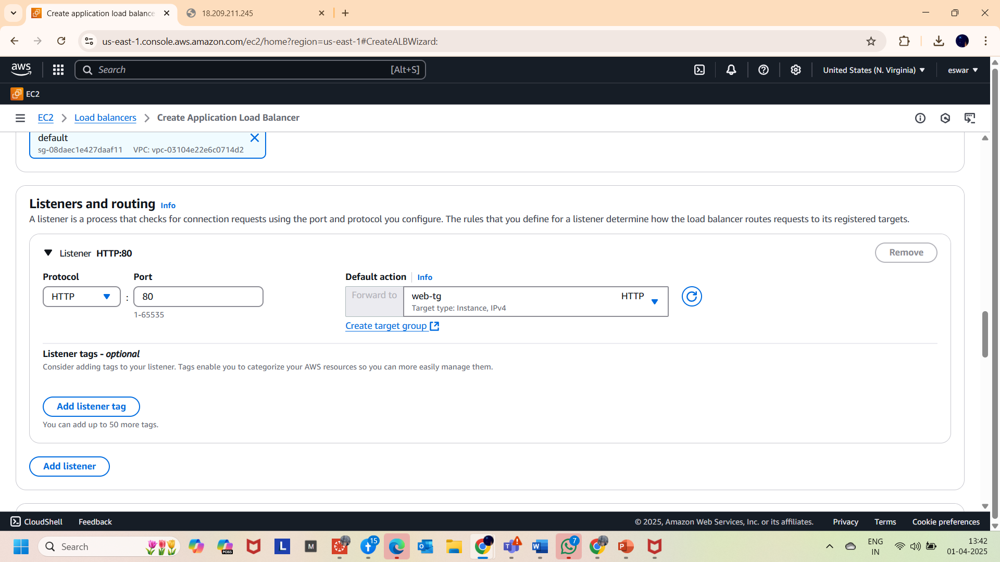 Create application load balance
18.209.211.245
us-east-1.console.aws.amazon.com/ec2/home?region=us-east-1#CreateALBWizard:
aws
Search
[Alt+S]
United States (N. Virginia)
eswar
EC2
EC2
Load balancers
Create Application Load Balancer
default
sg-08daec1e427daaf11 VPC: vpc-03104e22e6c0714d2
Listeners and routing Info
A listener is a process that checks for connection requests using the port and protocol you configure. The rules that you define for a listener determine how the load balancer routes requests to its registered targets.
Listener HTTP:80
Remove
Protocol
Port
Default action Info
HTTP
:
80
1-65535
Forward to
web-tg
HTTP
Target type: Instance, IPv4
Create target group
Listener tags - optional
Consider adding tags to your listener. Tags enable you to categorize your AWS resources so you can more easily manage them.
Add listener tag
You can add up to 50 more tags.
Add listener
CloudShell
Feedback
© 2025, Amazon Web Services, Inc. or its affiliates.
Privacy
Terms
Cookie preferences
Search
M365
L
M
15
7
ENG
IN
13:42
01-04-2025